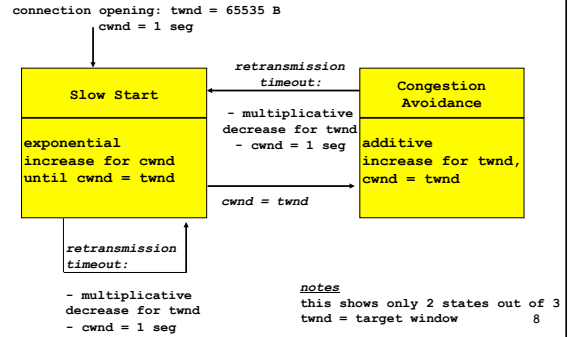 connection opening: twnd = 65535 B
cwnd = 1 seg
Slow Start
exponential
increase for cwnd
until cwnd = twnd
retransmission
timeout:
- multiplicative
decrease for twnd
- cwnd = 1 seg
Congestion
Avoidance
additive
increase for twnd,
cwnd = twnd
cwnd = twnd
retransmission
timeout:
- multiplicative
decrease for twnd
- cwnd = 1 seg
notes
this shows only 2 states out of 3
twnd = target window
8